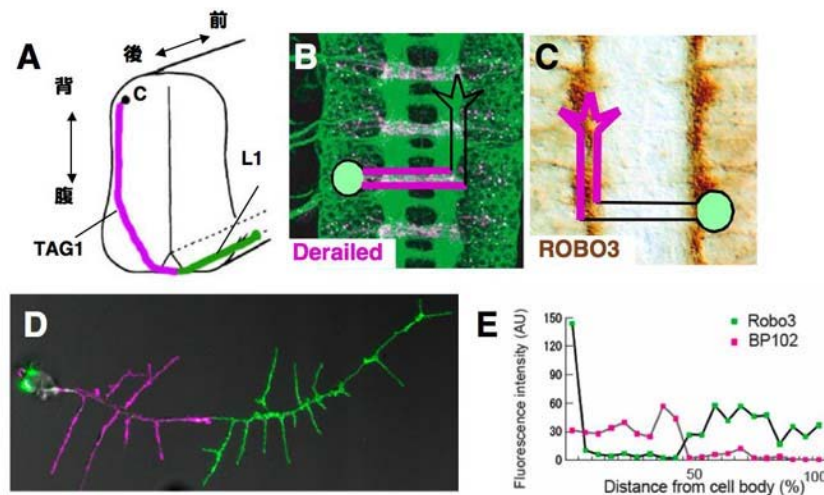 A
前
後
背
C
腹
L1
TAG1
B
Derailed
C
ROBO3
D
E
Fluorescence intensity (AU)
150
120
90
60
30
0
Robo3
BP102
50
100
Distance from cell body (%)